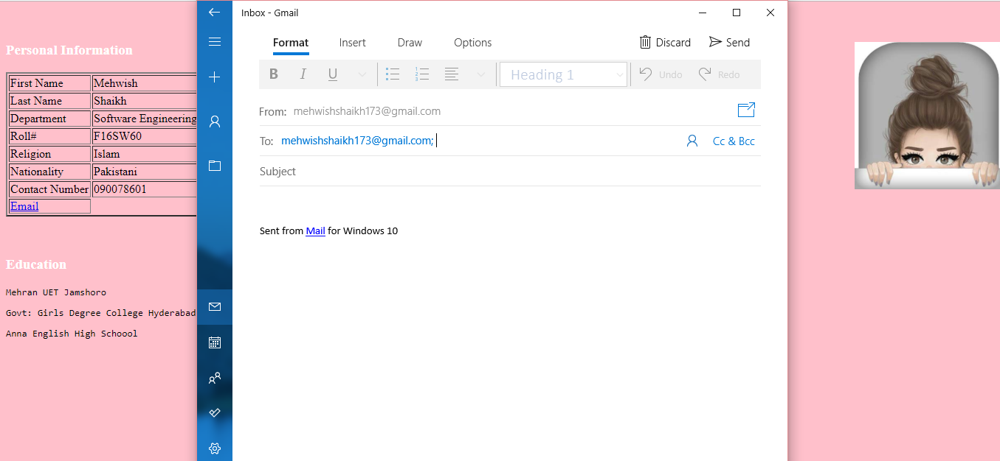 Personal Information
First Name Mehwish
Last Name Shaikh
Department Software Engineering
Roll# F16SW60
Religion Islam
Nationality Pakistani
Contact Number 090078601
Email
Education
Mehran UET Jamshoro
Govt: Girls Degree College Hyderabad
Anna English High Schoool
Inbox - Gmail
Format Insert Draw Options Discard Send
B I U Heading 1 Undo Redo
From: mehwishshaikh173@gmail.com
To: mehwishshaikh173@gmail.com; Cc & Bcc
Subject
Sent from Mail for Windows 10